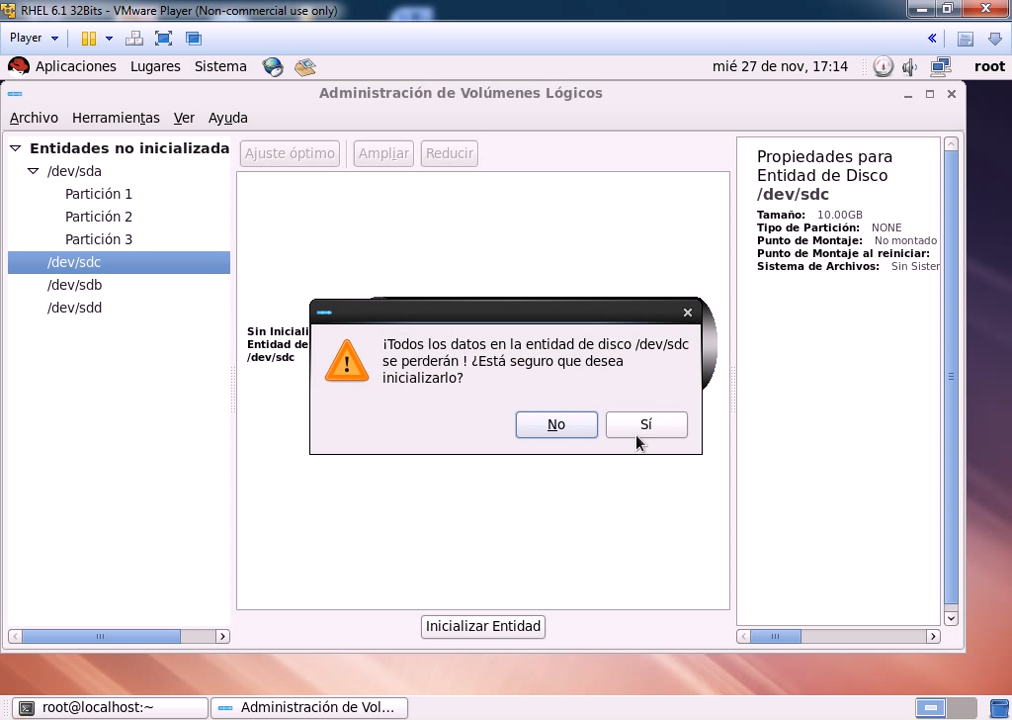 RHEL 6.1 32Bits - VMware Player (Non-commercial use only)
Player
Aplicaciones Lugares Sistema mié 27 de nov, 17:14 root
Administración de Volúmenes Lógicos
Archivo Herramientas Ver Ayuda
Entidades no inicializada
/dev/sda
Partición 1
Partición 2
Partición 3
/dev/sdc
/dev/sdb
/dev/sdd
Ajuste óptimo Ampliar Reducir
Sin Iniciali
Entidad de
/dev/sdc
¡Todos los datos en la entidad de disco /dev/sdc
se perderán ! ¿Está seguro que desea
inicializarlo?
No Sí
Inicializar Entidad
Propiedades para
Entidad de Disco
/dev/sdc
Tamaño: 10.00GB
Tipo de Partición: NONE
Punto de Montaje: No montado
Punto de Montaje al reiniciar:
Sistema de Archivos: Sin Sister
root@localhost:~ Administración de Vol...